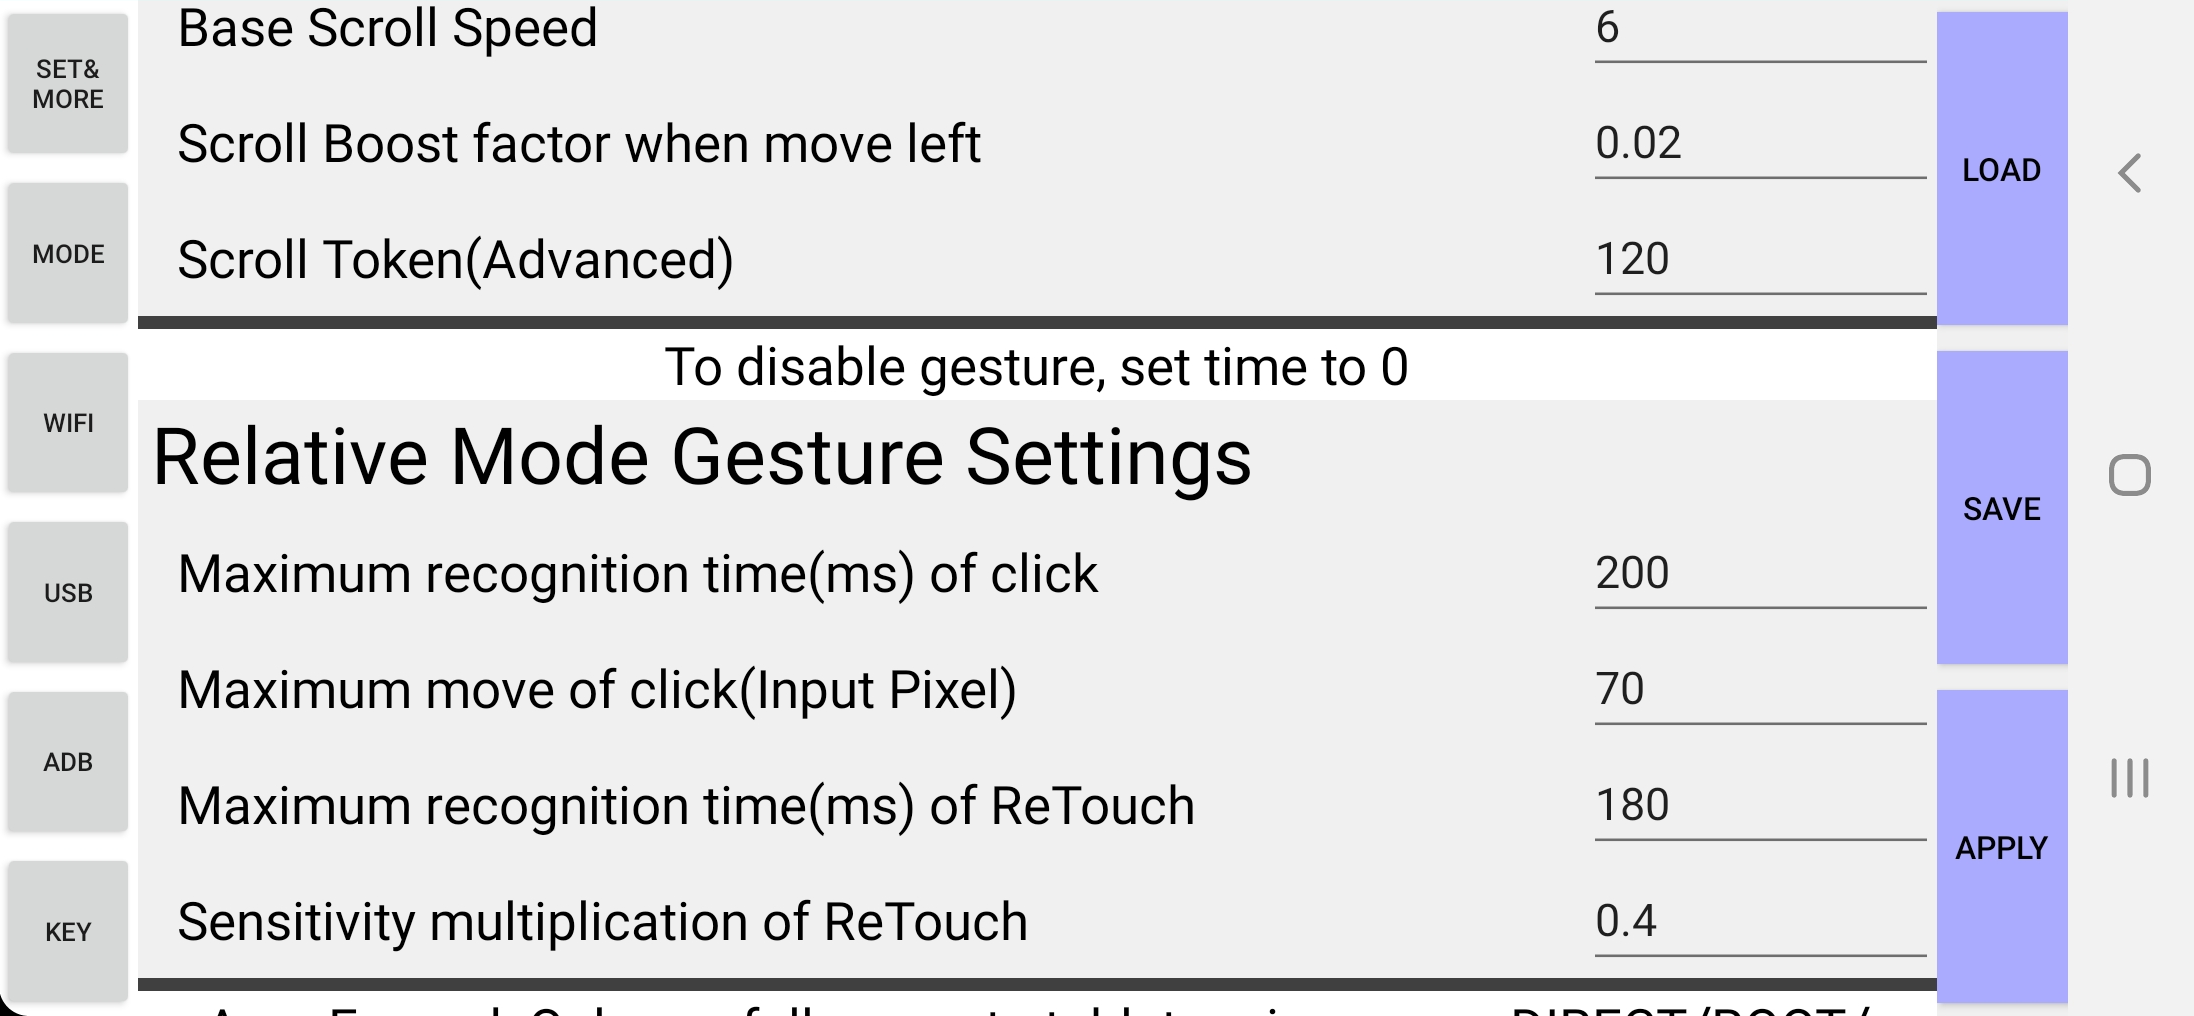 SET&
MORE
MODE
WIFI
USB
ADB
KEY
Base Scroll Speed 6
Scroll Boost factor when move left 0.02
Scroll Token(Advanced) 120
To disable gesture, set time to 0
Relative Mode Gesture Settings
Maximum recognition time(ms) of click 200
Maximum move of click(Input Pixel) 70
Maximum recognition time(ms) of ReTouch 180
Sensitivity multiplication of ReTouch 0.4
LOAD
SAVE
APPLY